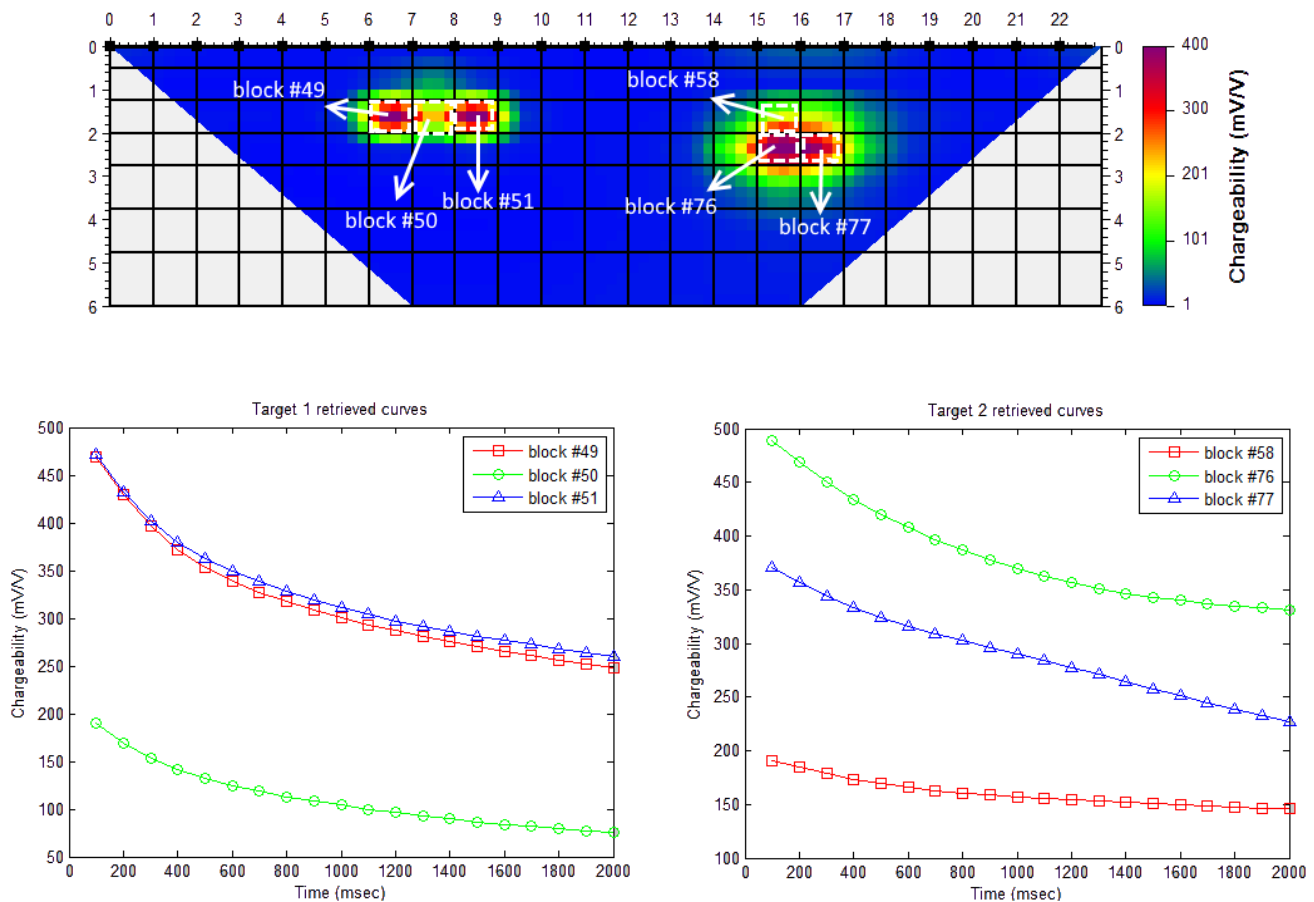 0 1 2 3 4 5 6 7 8 9 10 11 12 13 14 15 16 17 18 19 20 21 22
0 0 400
block #58
block #49
1 1
300
2 2
201
3 3
block #51
block #76
block #50
4 4
block #77
101
5 5
6 6 1
Chargeability (mV/V)
Target 1 retrieved curves
500
450
400
350
300
250
200
150
100
50
0 200 400 600 800 1000 1200 1400 1600 1800 2000
Time (msec)
Chargeability (mV/V)
block #49
block #50
block #51
Target 2 retrieved curves
500
450
400
350
300
250
200
150
100
0 200 400 600 800 1000 1200 1400 1600 1800 2000
Time (msec)
Chargeability (mV/V)
block #58
block #76
block #77